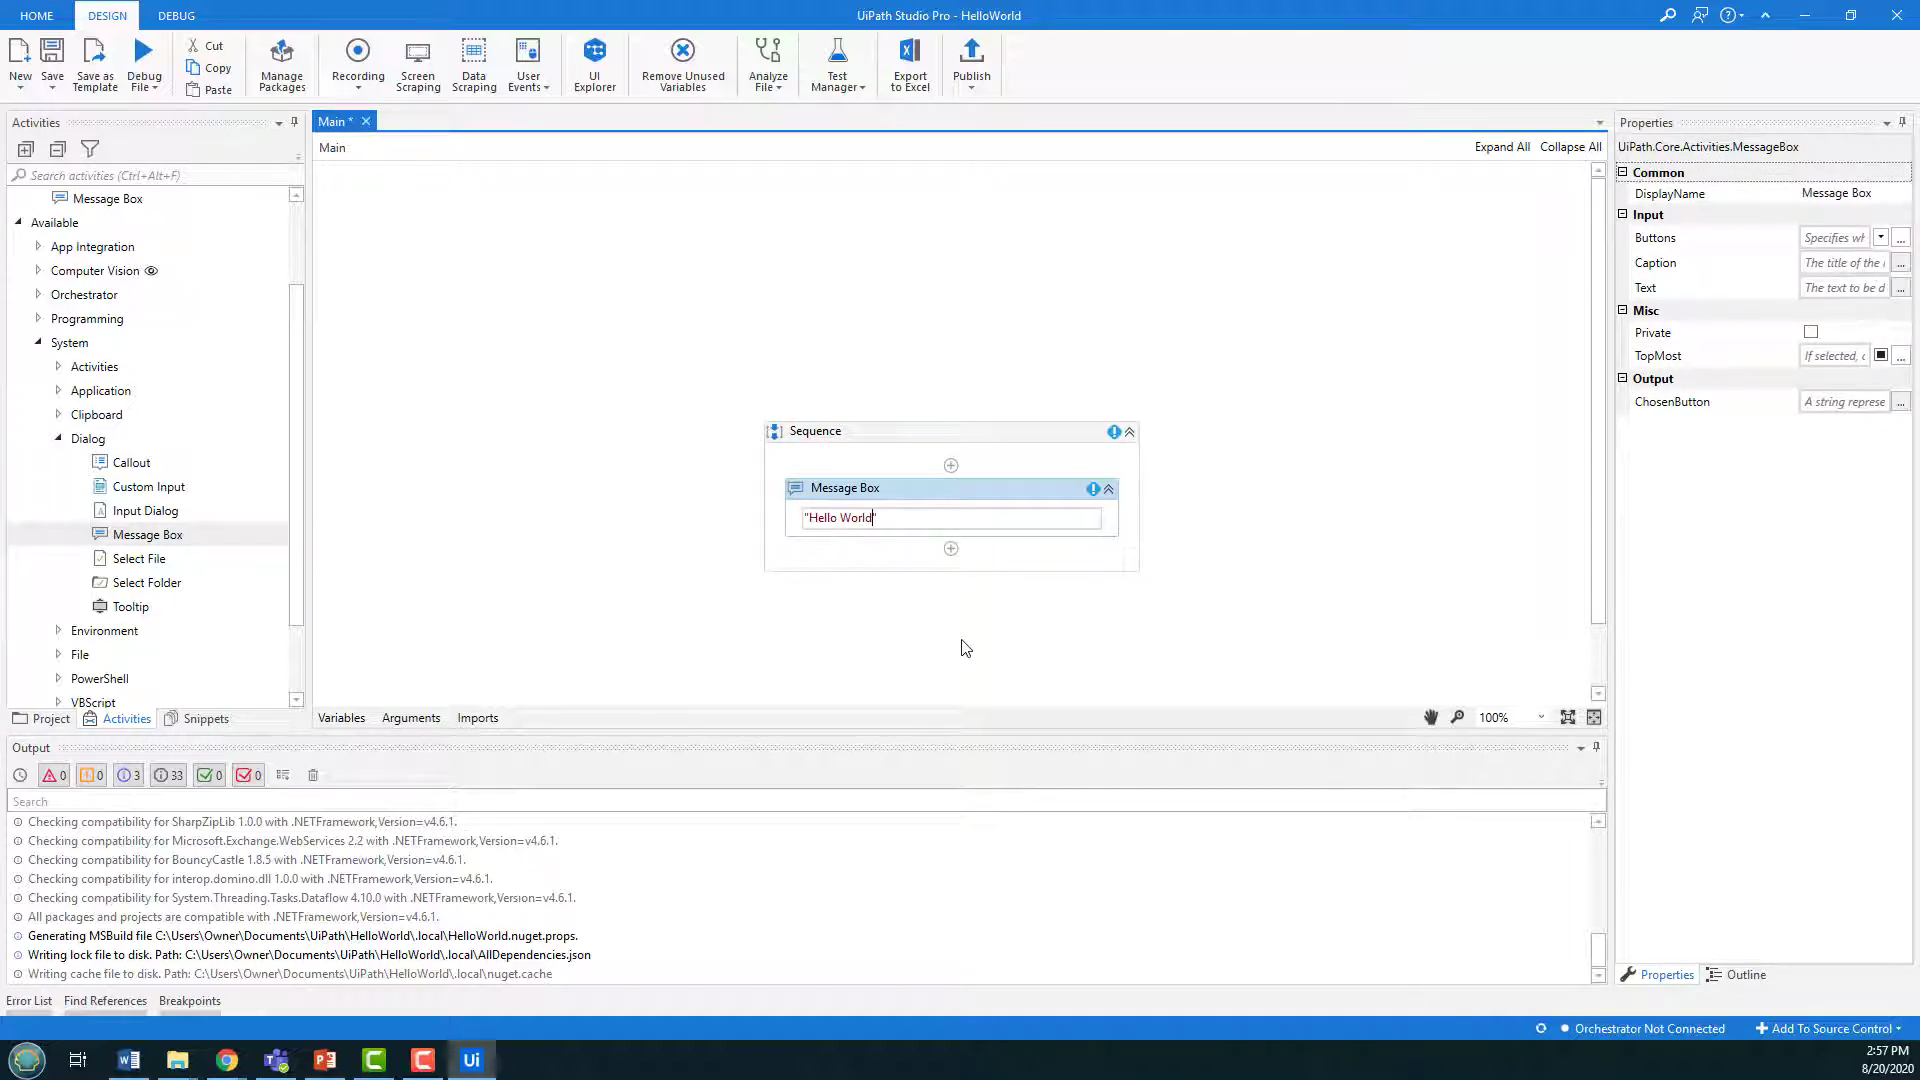 HOME DESIGN DEBUG UiPath Studio Pro - HelloWorld
New Save Save as Template Debug File Cut Copy Paste Manage Packages Recording Screen Scraping Data Scraping User Events UI Explorer Remove Unused Variables Analyze File Test Manager Export to Excel Publish
Activities
Search activities (Ctrl+Alt+F)
Message Box
Available
App Integration
Computer Vision
Orchestrator
Programming
System
Activities
Application
Clipboard
Dialog
Callout
Custom Input
Input Dialog
Message Box
Select File
Select Folder
Tooltip
Environment
File
PowerShell
VBScript
Project Activities Snippets
Main *
Main Expand All Collapse All
Sequence
Message Box
"Hello World"
Variables Arguments Imports 100%
Properties
UiPath.Core.Activities.MessageBox
Common
DisplayName Message Box
Input
Buttons Specifies wh ...
Caption The title of the ...
Text The text to be d ...
Misc
Private
TopMost If selected, ...
Output
ChosenButton A string represe ...
Properties Outline
Output
0 0 3 33 0 0
Search
Checking compatibility for SharpZipLib 1.0.0 with .NETFramework,Version=v4.6.1.
Checking compatibility for Microsoft.Exchange.WebServices 2.2 with .NETFramework,Version=v4.6.1.
Checking compatibility for BouncyCastle 1.8.5 with .NETFramework,Version=v4.6.1.
Checking compatibility for interop.domino.dll 1.0.0 with .NETFramework,Version=v4.6.1.
Checking compatibility for System.Threading.Tasks.Dataflow 4.10.0 with .NETFramework,Version=v4.6.1.
All packages and projects are compatible with .NETFramework,Version=v4.6.1.
Generating MSBuild file C:\Users\Owner\Documents\UiPath\HelloWorld\.local\HelloWorld.nuget.props.
Writing lock file to disk. Path: C:\Users\Owner\Documents\UiPath\HelloWorld\.local\AllDependencies.json
Writing cache file to disk. Path: C:\Users\Owner\Documents\UiPath\HelloWorld\.local\nuget.cache
Error List Find References Breakpoints
Orchestrator Not Connected Add To Source Control
Ui
2:57 PM
8/20/2020